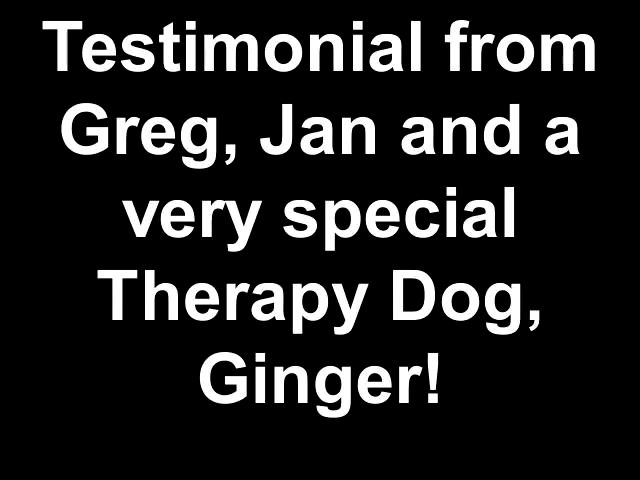 Testimonial from
Greg, Jan and a
very special
Therapy Dog,
Ginger!